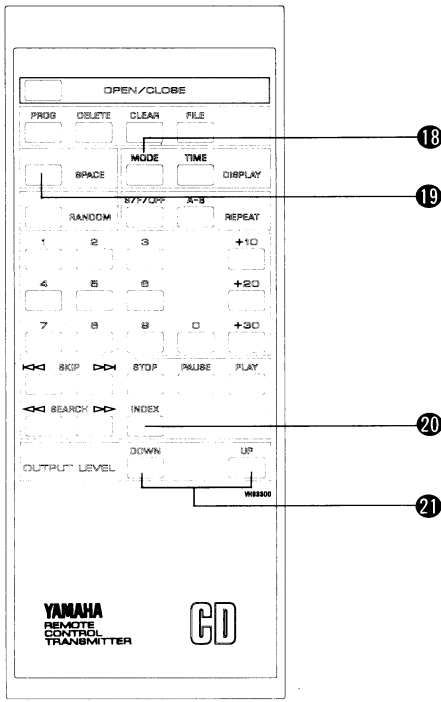 OPEN/CLOSE
PROG DELETE CLEAR FILE
MODE TIME
18
SPACE DISPLAY
19
S/F/OFF A-B
RANDOM REPEAT
1 2 3 +10
4 5 6 +20
7 8 9 0 +30
SKIP STOP PAUSE PLAY
SEARCH INDEX
20
DOWN UP
OUTPUT LEVEL
21
YAMAHA
REMOTE
CONTROL
TRANSMITTER
CD